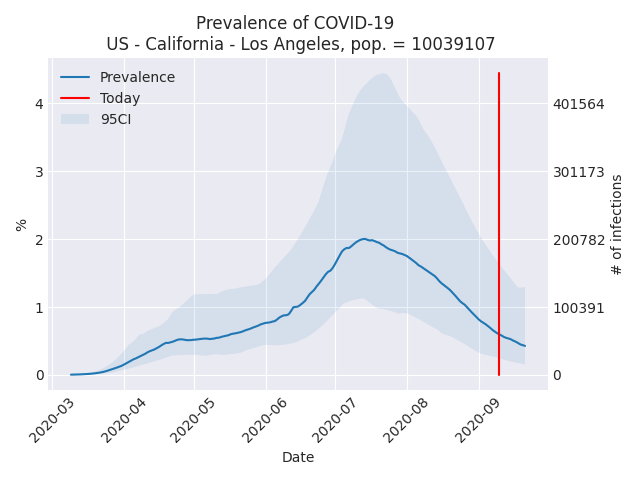 Prevalence of COVID-19
US - California - Los Angeles, pop. = 10039107
Prevalence
Today
95CI
%
4
3
2
1
0
401564
301173
200782
100391
0
# of infections
2020-03
2020-04
2020-05
2020-06
2020-07
2020-08
2020-09
Date